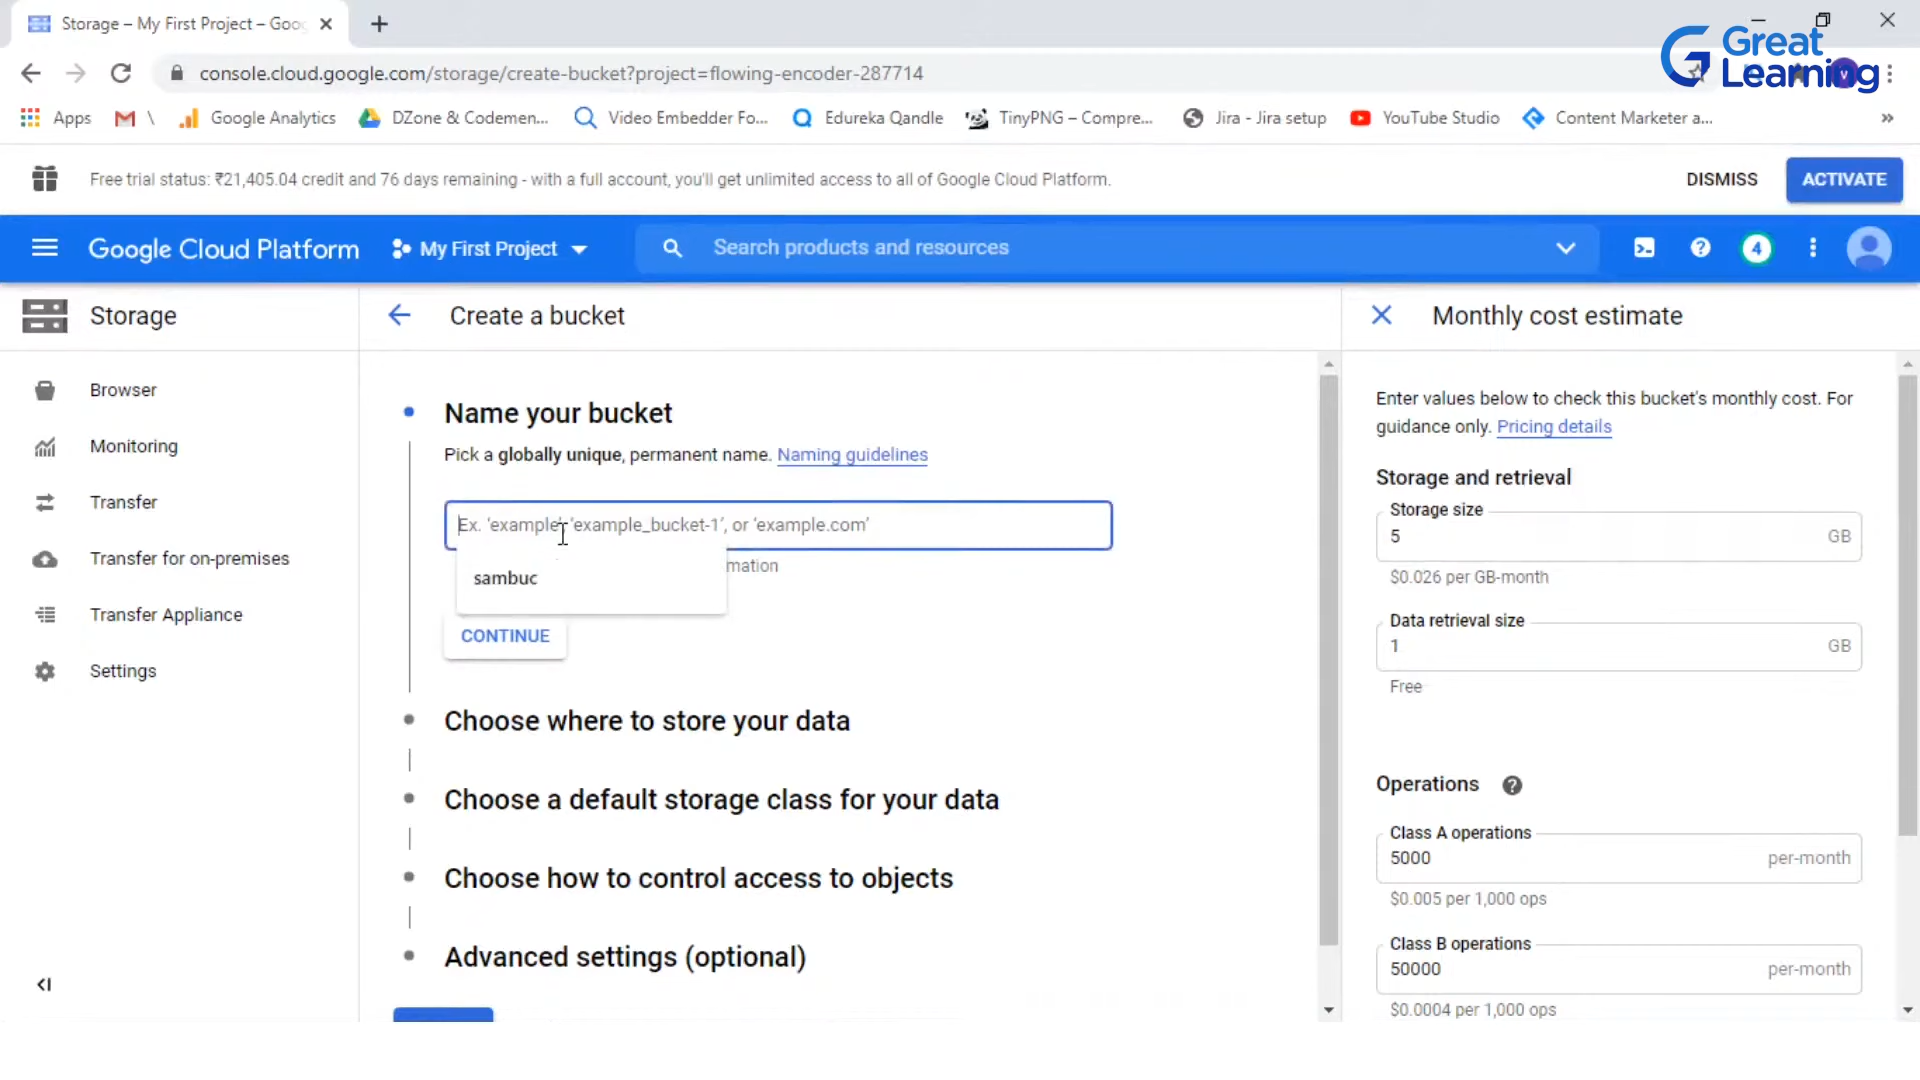 Storage – My First Project – Goo
Great Learning
console.cloud.google.com/storage/create-bucket?project=flowing-encoder-287714
V
Apps
\
Google Analytics
DZone & Codemen...
Video Embedder Fo...
Edureka Qandle
TinyPNG – Compre...
Jira - Jira setup
YouTube Studio
Content Marketer a...
»
Free trial status: ₹21,405.04 credit and 76 days remaining - with a full account, you'll get unlimited access to all of Google Cloud Platform.
DISMISS
ACTIVATE
Google Cloud Platform
My First Project
Search products and resources
4
Storage
Create a bucket
Monthly cost estimate
Browser
Monitoring
Transfer
Transfer for on-premises
Transfer Appliance
Settings
Name your bucket
Pick a globally unique, permanent name. Naming guidelines
Ex. 'example', 'example_bucket-1', or 'example.com'
mation
sambuc
CONTINUE
Choose where to store your data
Choose a default storage class for your data
Choose how to control access to objects
Advanced settings (optional)
Enter values below to check this bucket's monthly cost. For
guidance only. Pricing details
Storage and retrieval
Storage size
5 GB
$0.026 per GB-month
Data retrieval size
1 GB
Free
Operations
Class A operations
5000 per-month
$0.005 per 1,000 ops
Class B operations
50000 per-month
$0.0004 per 1,000 ops